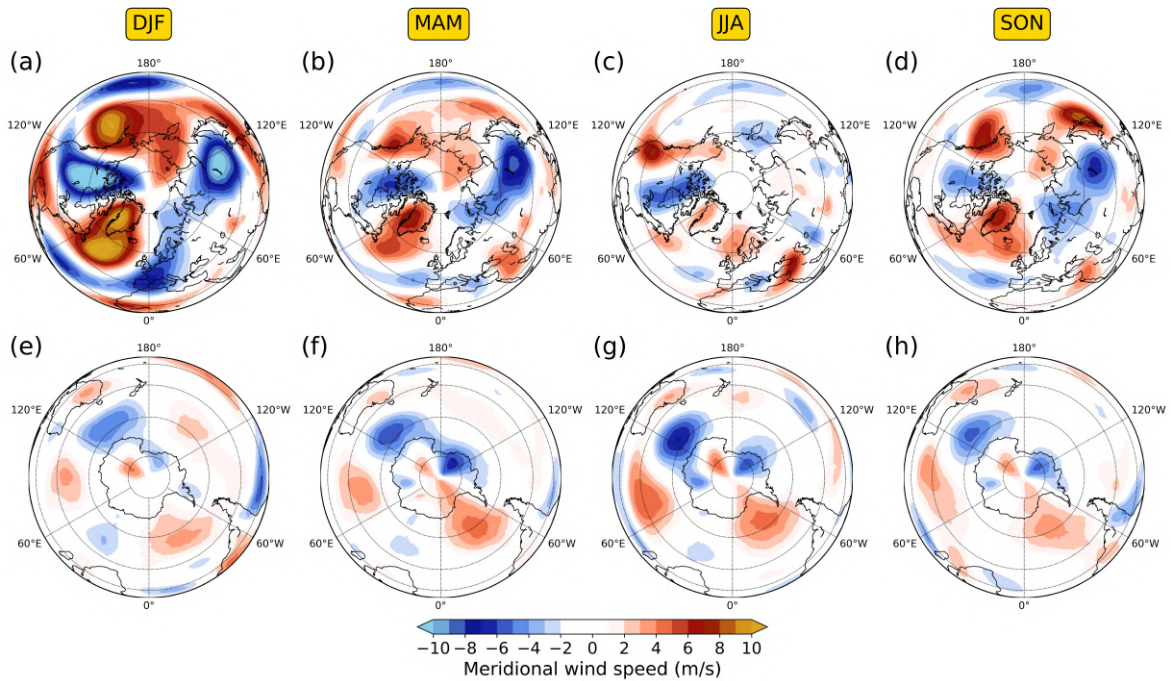 DJF MAM JJA SON
(a) (b) (c) (d)
180° 180° 180° 180°
120°W 120°E 120°W 120°E 120°W 120°E 120°W 120°E
60°W 60°E 60°W 60°E 60°W 60°E 60°W 60°E
0° 0° 0° 0°
(e) (f) (g) (h)
180° 180° 180° 180°
120°E 120°W 120°E 120°W 120°E 120°W 120°E 120°W
60°E 60°W 60°E 60°W 60°E 60°W 60°E 60°W
0° 0° 0° 0°
−10 −8 −6 −4 −2 0 2 4 6 8 10
Meridional wind speed (m/s)